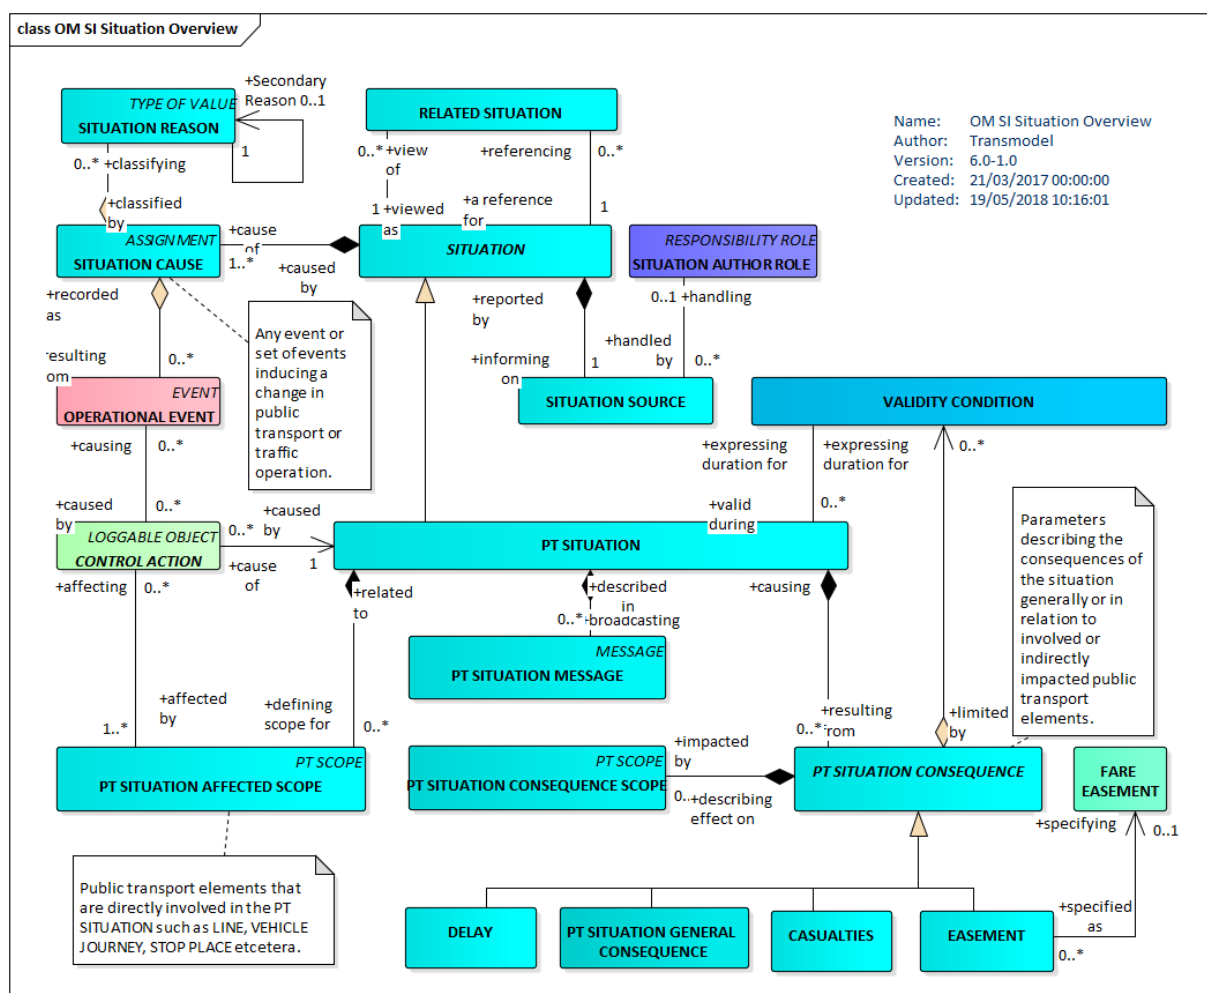 class OM SI Situation Overview
+Secondary
Reason 0..1
TYPE OF VALUE
SITUATION REASON
1
0..*
+classifying
+classified
by
RELATED SITUATION
0..*
+view
of
+referencing
0..*
1
+viewed
as
+a reference
for
1
Name: OM SI Situation Overview
Author: Transmodel
Version: 6.0-1.0
Created: 21/03/2017 00:00:00
Updated: 19/05/2018 10:16:01
ASSIGNMENT
SITUATION CAUSE
+cause
of
1..*
+caused
by
SITUATION
RESPONSIBILITY ROLE
SITUATION AUTHOR ROLE
+recorded
as
0..1
+handling
+reported
by
Any event or
set of events
inducing a
change in
public
transport or
traffic
operation.
resulting
om
0..*
+informing
on
1
+handled
by
0..*
EVENT
OPERATIONAL EVENT
SITUATION SOURCE
VALIDITY CONDITION
+causing
0..*
+expressing
duration for
+expressing
duration for
0..*
+caused
by
0..*
+valid
during
0..*
Parameters
describing the
consequences of
the situation
generally or in
relation to
involved or
indirectly
impacted public
transport
elements.
LOGGABLE OBJECT
CONTROL ACTION
0..*
+caused
by
+cause
of
1
PT SITUATION
+affecting
0..*
+related
to
+described
in
0..*
+broadcasting
+causing
MESSAGE
PT SITUATION MESSAGE
+affected
by
1..*
+defining
scope for
0..*
+resulting
from
0..*
+limited
by
PT SCOPE
PT SITUATION AFFECTED SCOPE
PT SCOPE
PT SITUATION CONSEQUENCE SCOPE
+impacted
by
0..
+describing
effect on
PT SITUATION CONSEQUENCE
FARE
EASEMENT
+specifying
0..1
Public transport elements that
are directly involved in the PT
SITUATION such as LINE, VEHICLE
JOURNEY, STOP PLACE etcetera.
DELAY
PT SITUATION GENERAL
CONSEQUENCE
CASUALTIES
EASEMENT
+specified
as
0..*